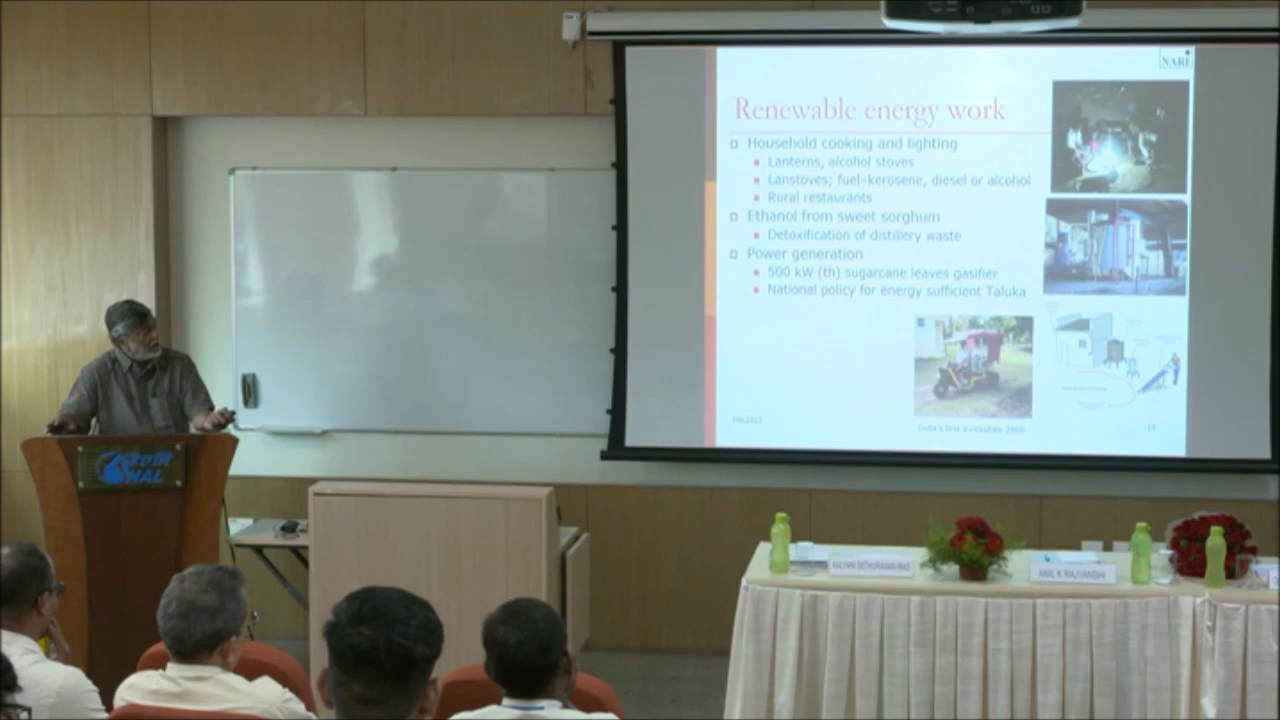 NARI
Renewable energy work
Household cooking and lighting
Lanterns, alcohol stoves
Lanstoves; fuel–kerosene, diesel or alcohol
Rural restaurants
Ethanol from sweet sorghum
Detoxification of distillery waste
Power generation
500 kW (th) sugarcane leaves gasifier
National policy for energy sufficient Taluka
India's first e-rickshaw 2000
एचएएल
HAL
ANIL K RAJVANSHI